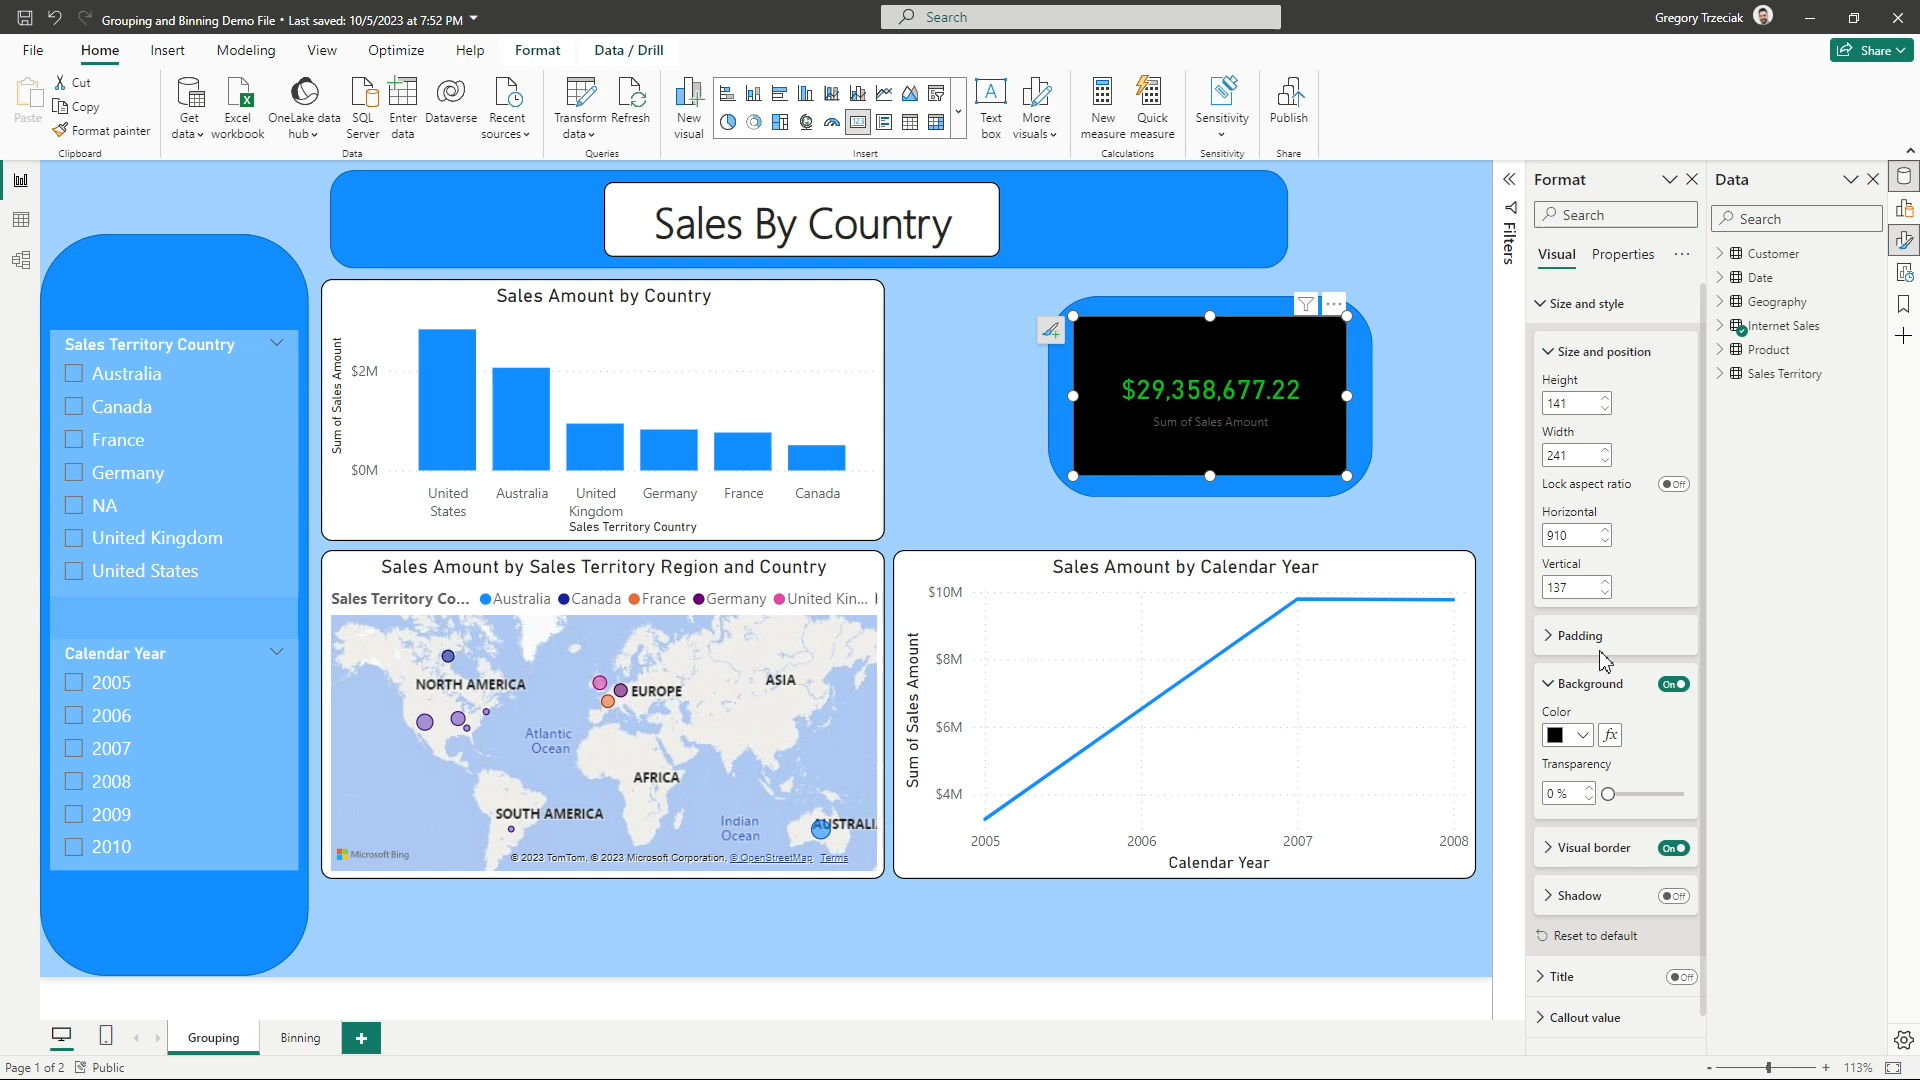 Grouping and Binning Demo File • Last saved: 10/5/2023 at 7:52 PM
Search
Gregory Trzeciak
File
Home
Insert
Modeling
View
Optimize
Help
Format
Data / Drill
Share
Paste
Cut
Copy
Format painter
Clipboard
Get data
Excel workbook
OneLake data hub
SQL Server
Enter data
Dataverse
Recent sources
Data
Transform data
Refresh
Queries
New visual
Text box
More visuals
Insert
New measure
Quick measure
Calculations
Sensitivity
Sensitivity
Publish
Share
Sales By Country
Sales Territory Country
Australia
Canada
France
Germany
NA
United Kingdom
United States
Calendar Year
2005
2006
2007
2008
2009
2010
Sales Amount by Country
Sum of Sales Amount
$2M
$0M
United States
Australia
United Kingdom
Germany
France
Canada
Sales Territory Country
$29,358,677.22
Sum of Sales Amount
Sales Amount by Sales Territory Region and Country
Sales Territory Co...
Australia
Canada
France
Germany
United Kin...
NORTH AMERICA
EUROPE
ASIA
Atlantic
Ocean
AFRICA
SOUTH AMERICA
Indian
Ocean
AUSTRALI
Microsoft Bing
© 2023 TomTom, © 2023 Microsoft Corporation, © OpenStreetMap Terms
Sales Amount by Calendar Year
Sum of Sales Amount
$10M
$8M
$6M
$4M
2005
2006
2007
2008
Calendar Year
Filters
Format
Search
Visual
Properties
Size and style
Size and position
Height
141
Width
241
Lock aspect ratio
Off
Horizontal
910
Vertical
137
Padding
Background
On
Color
fx
Transparency
0 %
Visual border
On
Shadow
Off
Reset to default
Title
Off
Callout value
Data
Search
Customer
Date
Geography
Internet Sales
Product
Sales Territory
Grouping
Binning
Page 1 of 2
Public
113%